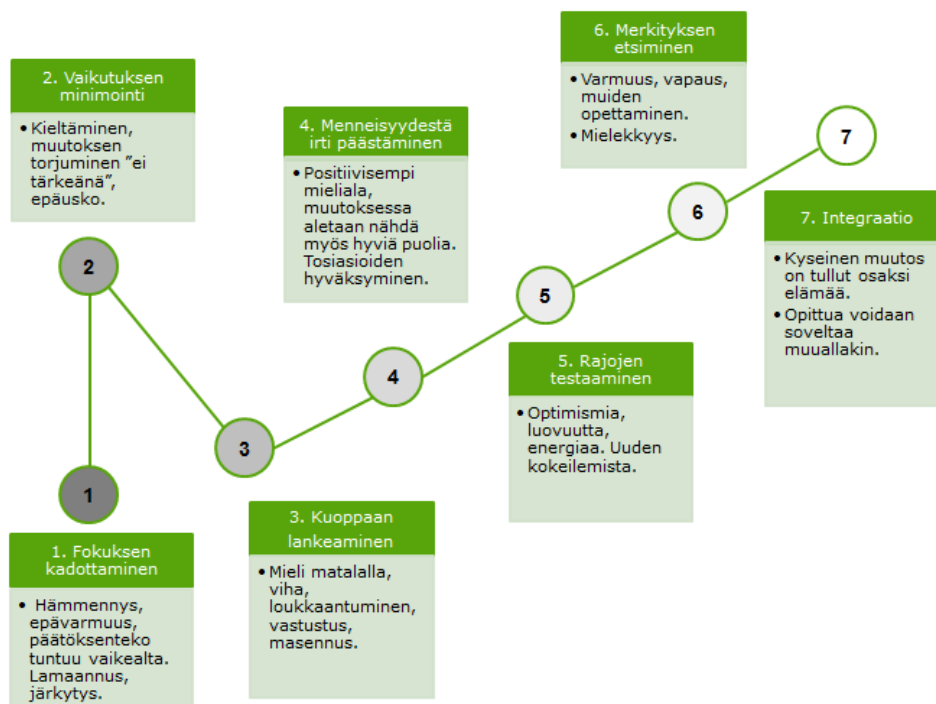 1. Fokuksen
kadottaminen
• Hämmennys,
epävarmuus,
päätöksenteko
tuntuu vaikealta.
Lamaannus,
järkytys.
1
2. Vaikutuksen
minimointi
• Kieltäminen,
muutoksen
torjuminen ”ei
tärkeänä”,
epäusko.
2
3. Kuoppaan
lankeaminen
• Mieli matalalla,
viha,
loukkaantuminen,
vastustus,
masennus.
3
4. Menneisyydestä
irti päästäminen
• Positiivisempi
mieliala,
muutoksessa
aletaan nähdä
myös hyviä puolia.
Tosiasioiden
hyväksyminen.
4
5. Rajojen
testaaminen
• Optimismia,
luovuutta,
energiaa. Uuden
kokeilemista.
5
6. Merkityksen
etsiminen
• Varmuus, vapaus,
muiden
opettaminen.
• Mielekkyys.
6
7. Integraatio
• Kyseinen muutos
on tullut osaksi
elämää.
• Opittua voidaan
soveltaa
muuallakin.
7